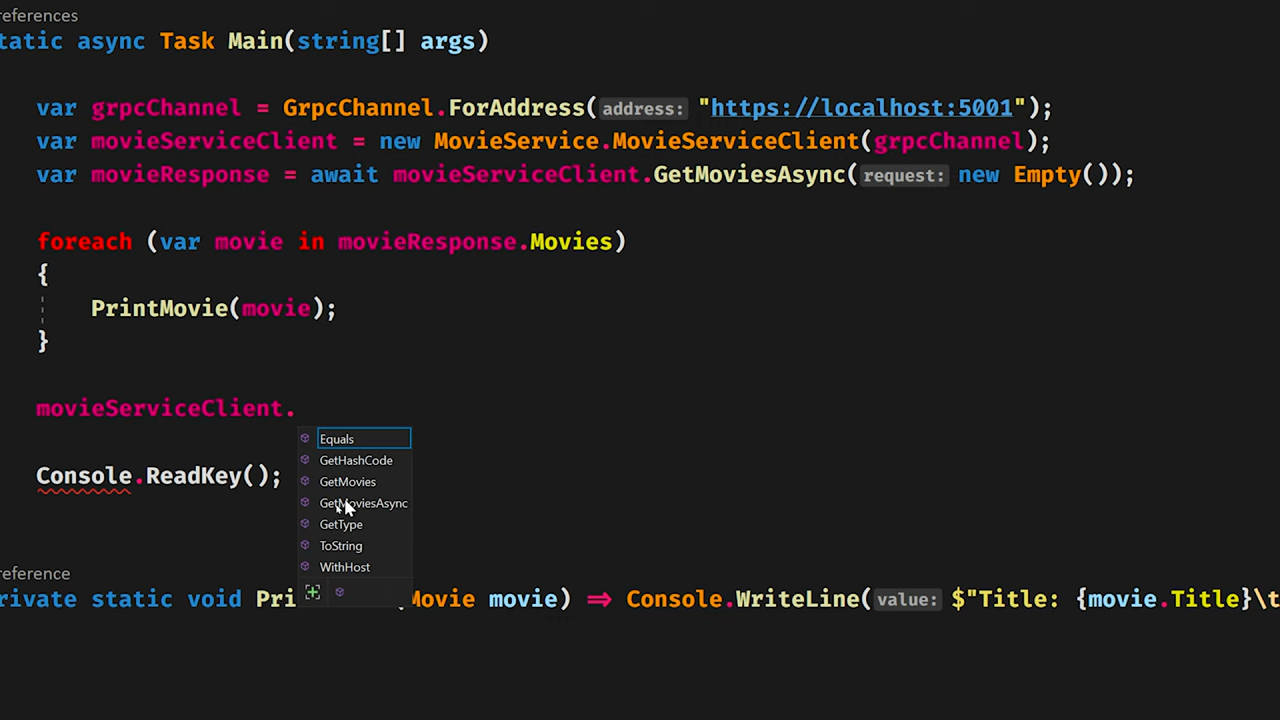 references
tatic async Task Main(string[] args)
var grpcChannel = GrpcChannel.ForAddress(address: "https://localhost:5001");
var movieServiceClient = new MovieService.MovieServiceClient(grpcChannel);
var movieResponse = await movieServiceClient.GetMoviesAsync(request: new Empty());
foreach (var movie in movieResponse.Movies)
{
PrintMovie(movie);
}
movieServiceClient.
Equals
GetHashCode
GetMovies
GetMoviesAsync
GetType
ToString
WithHost
Console.ReadKey();
reference
rivate static void Pri (Movie movie) => Console.WriteLine(value: $"Title: {movie.Title}\t